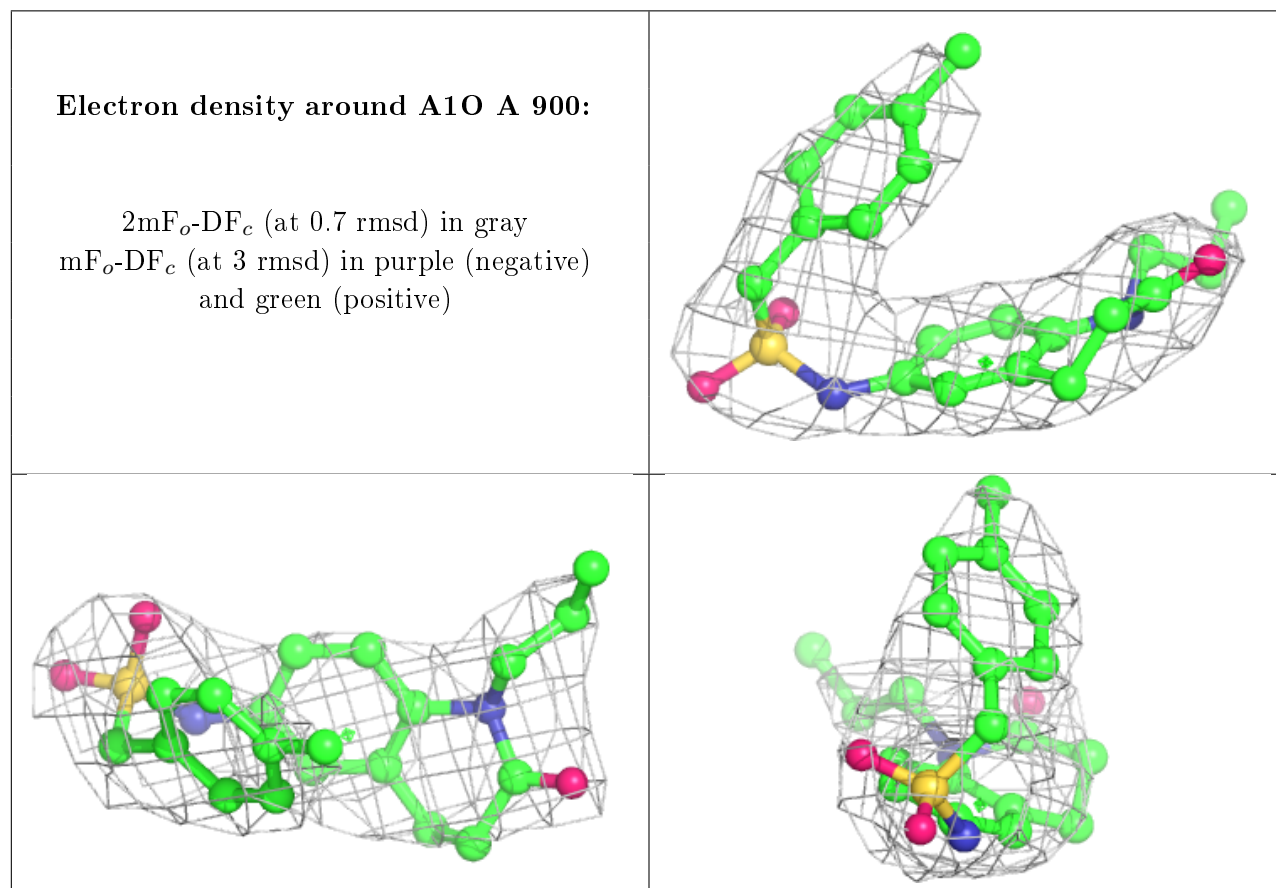 Electron density around A1O A 900:
2mFo-DFc (at 0.7 rmsd) in gray
mFo-DFc (at 3 rmsd) in purple (negative)
and green (positive)